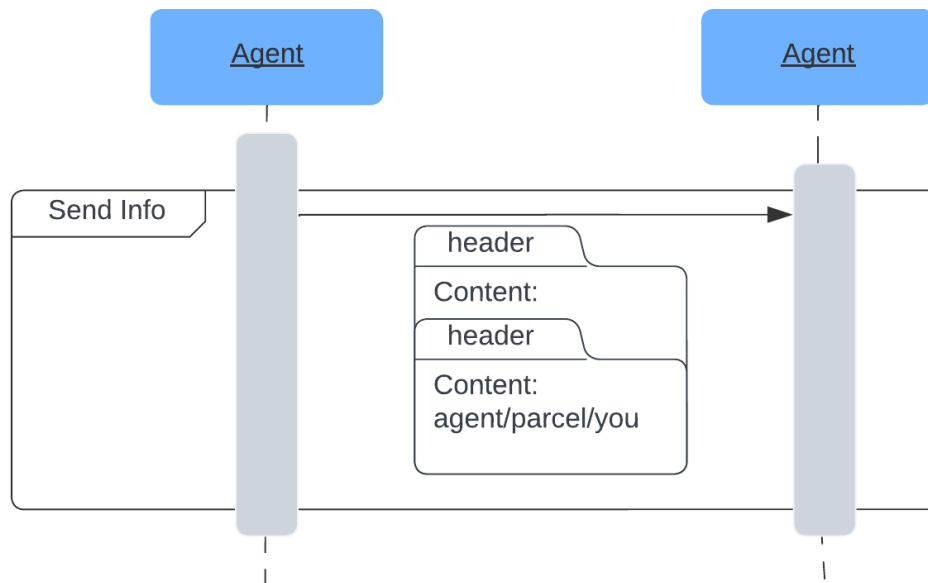 Agent
Agent
Send Info
header
Content:
header
Content:
agent/parcel/you